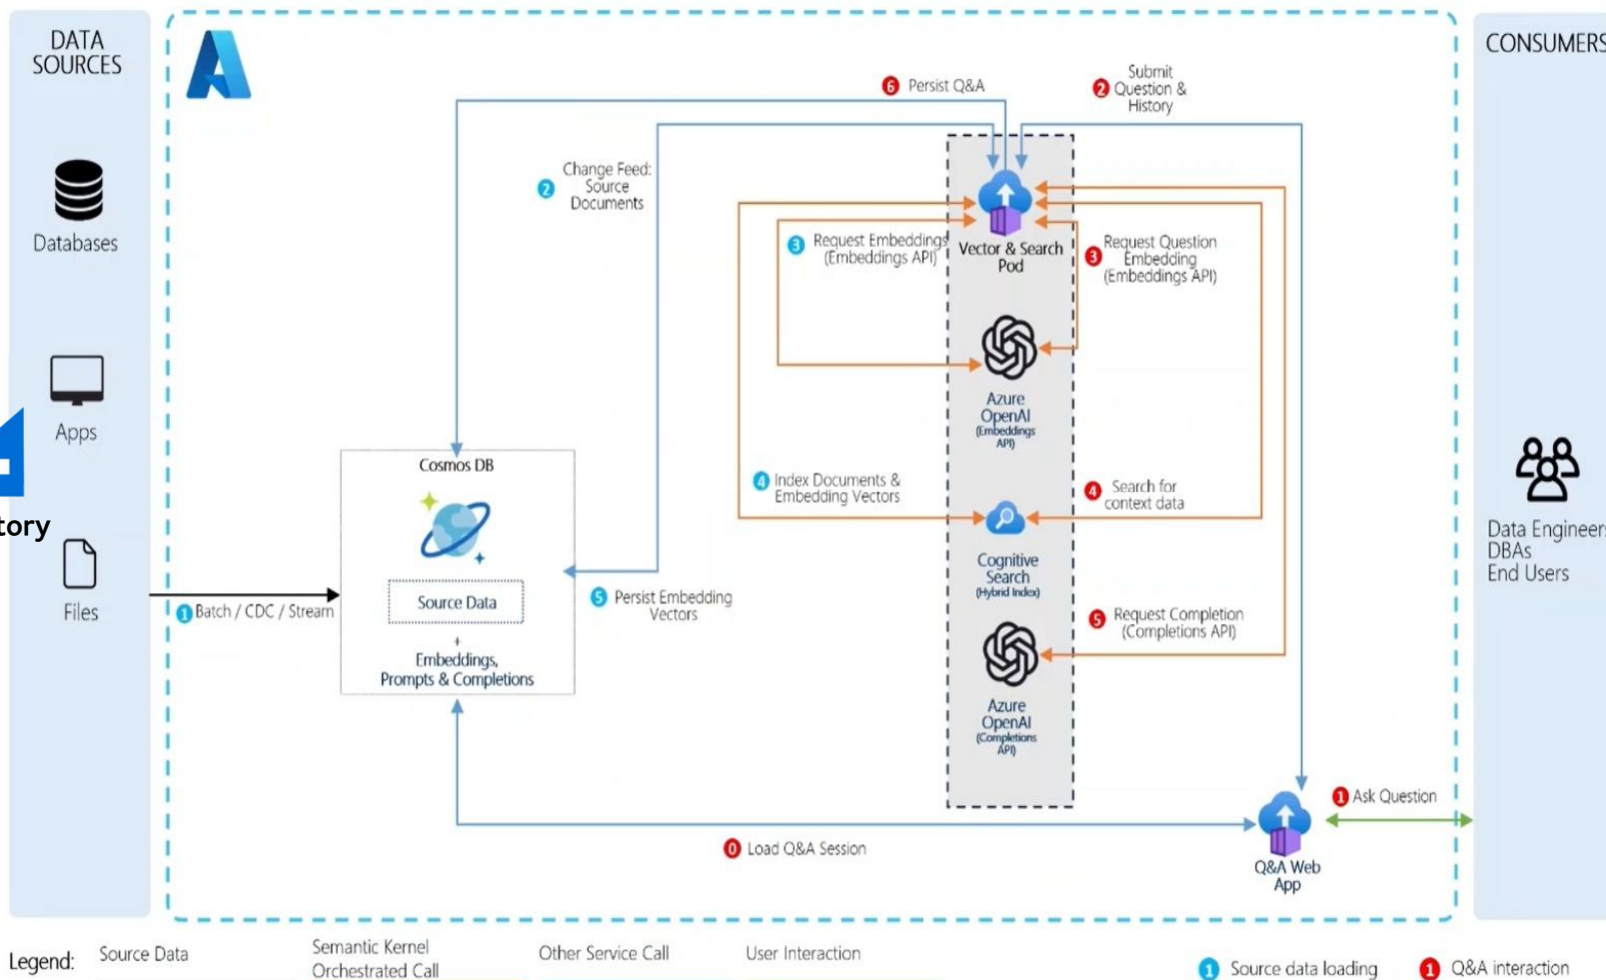 DATA
SOURCES
Databases
Apps
tory
Files
1 Batch / CDC / Stream
CONSUMERS
Data Engineers
DBAs
End Users
6 Persist Q&A
2 Submit
Question &
History
2 Change Feed:
Source
Documents
3 Request Embeddings
(Embeddings API)
Vector & Search
Pod
3 Request Question
Embedding
(Embeddings API)
Azure
OpenAI
(Embeddings
API)
Cosmos DB
Source Data
+
Embeddings,
Prompts & Completions
4 Index Documents &
Embedding Vectors
4 Search for
context data
Cognitive
Search
(Hybrid Index)
5 Persist Embedding
Vectors
5 Request Completion
(Completions API)
Azure
OpenAI
(Completions
API)
1 Ask Question
0 Load Q&A Session
Q&A Web
App
Legend:
Source Data
Semantic Kernel
Orchestrated Call
Other Service Call
User Interaction
1 Source data loading
1 Q&A interaction